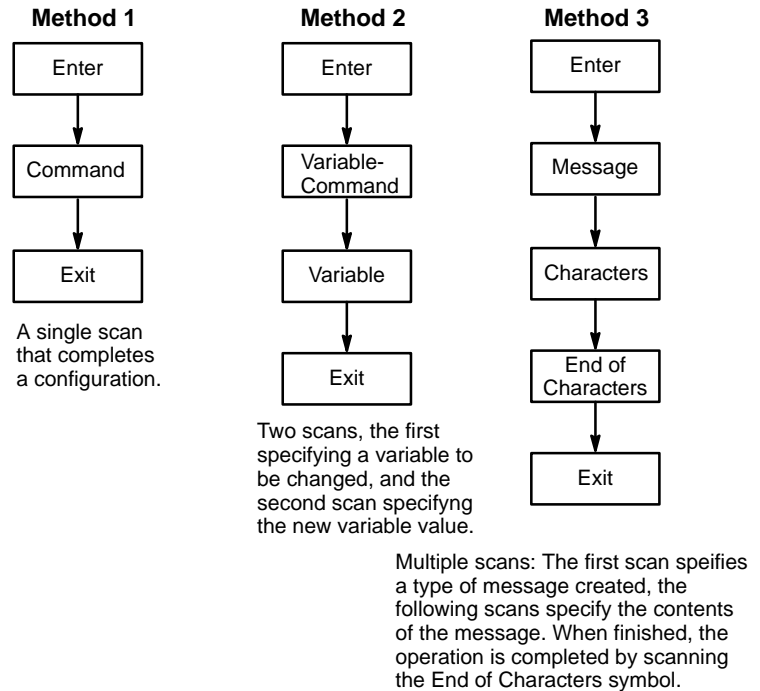 Method 1
Enter
Command
Exit
A single scan
that completes
a configuration.
Method 2
Enter
Variable-
Command
Variable
Exit
Two scans, the first
specifying a variable to
be changed, and the
second scan specifyng
the new variable value.
Method 3
Enter
Message
Characters
End of
Characters
Exit
Multiple scans: The first scan speifies
a type of message created, the
following scans specify the contents
of the message. When finished, the
operation is completed by scanning
the End of Characters symbol.